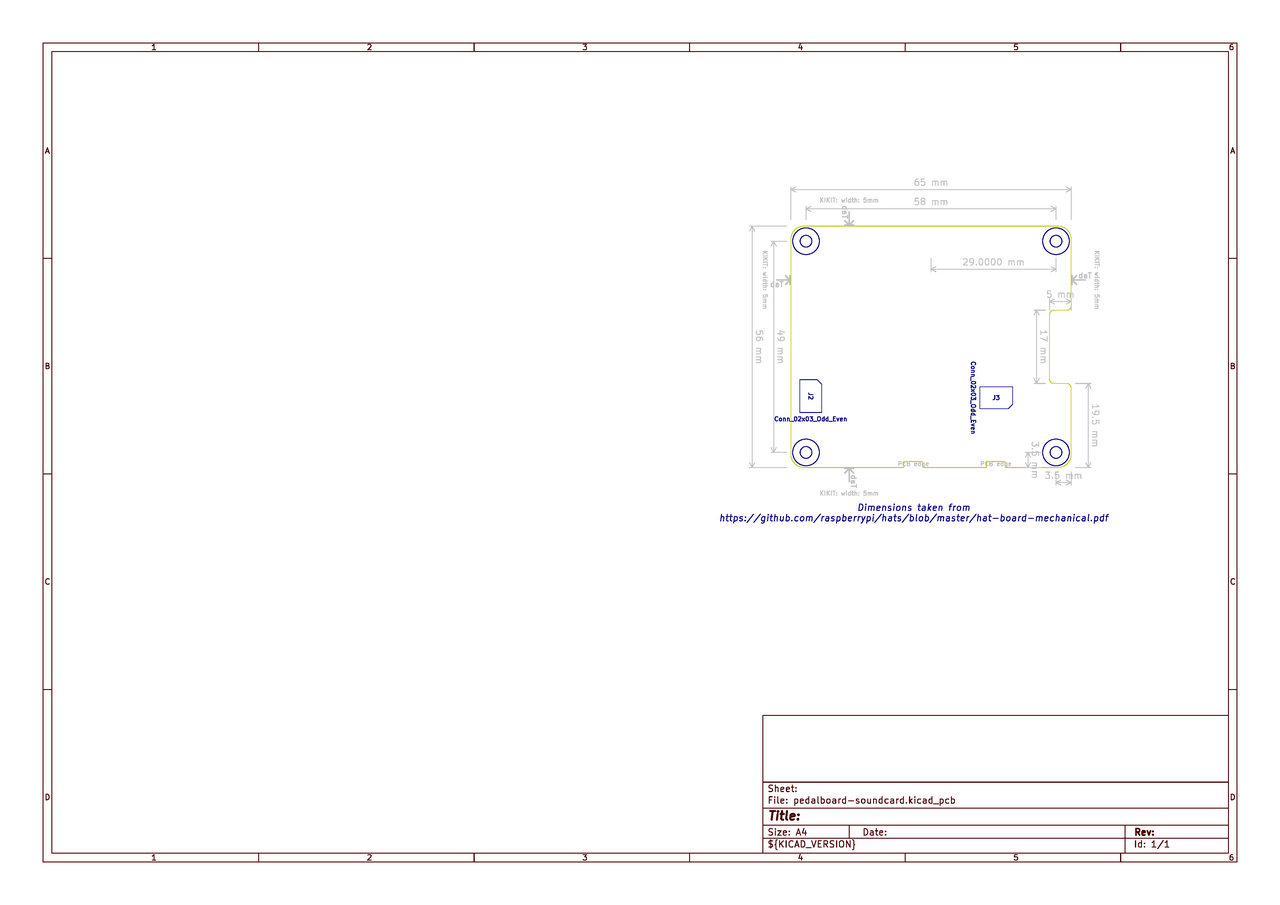 1 2 3 4 5 6
A A
65 mm
KIKIT: width: 5mm
58 mm
Tab
29.0000 mm
KIKIT: width: 5mm
Tab
Tab
KIKIT: width: 5mm
5 mm
56 mm
49 mm
17 mm
B B
J2
Conn_02x03_Odd_Even
Conn_02x03_Odd_Even
J3
19.5 mm
3.5 mm
PCB edge
PCB edge
3.5 mm
Tab
KIKIT: width: 5mm
Dimensions taken from
https://github.com/raspberrypi/hats/blob/master/hat-board-mechanical.pdf
C C
D D
Sheet:
File: pedalboard-soundcard.kicad_pcb
Title:
Size: A4 Date: Rev:
${KICAD_VERSION} Id: 1/1
1 2 3 4 5 6